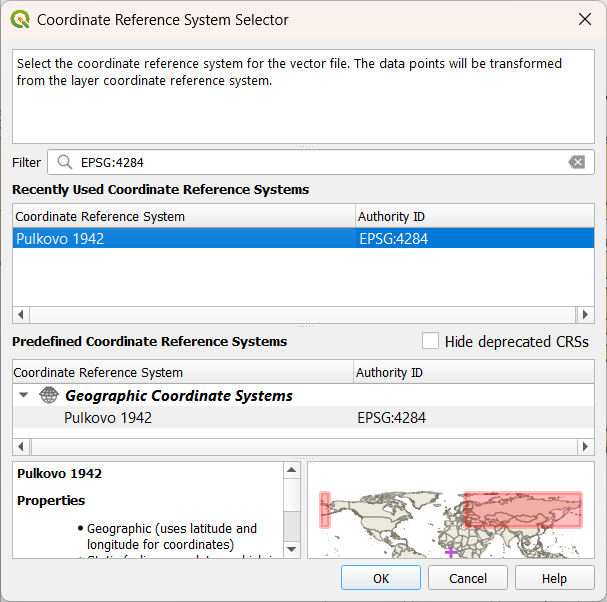 Coordinate Reference System Selector
Select the coordinate reference system for the vector file. The data points will be transformed
from the layer coordinate reference system.
Filter EPSG:4284
Recently Used Coordinate Reference Systems
Coordinate Reference System Authority ID
Pulkovo 1942 EPSG:4284
Predefined Coordinate Reference Systems Hide deprecated CRSs
Coordinate Reference System Authority ID
Geographic Coordinate Systems
Pulkovo 1942 EPSG:4284
Pulkovo 1942
Properties
• Geographic (uses latitude and
longitude for coordinates)
OK Cancel Help